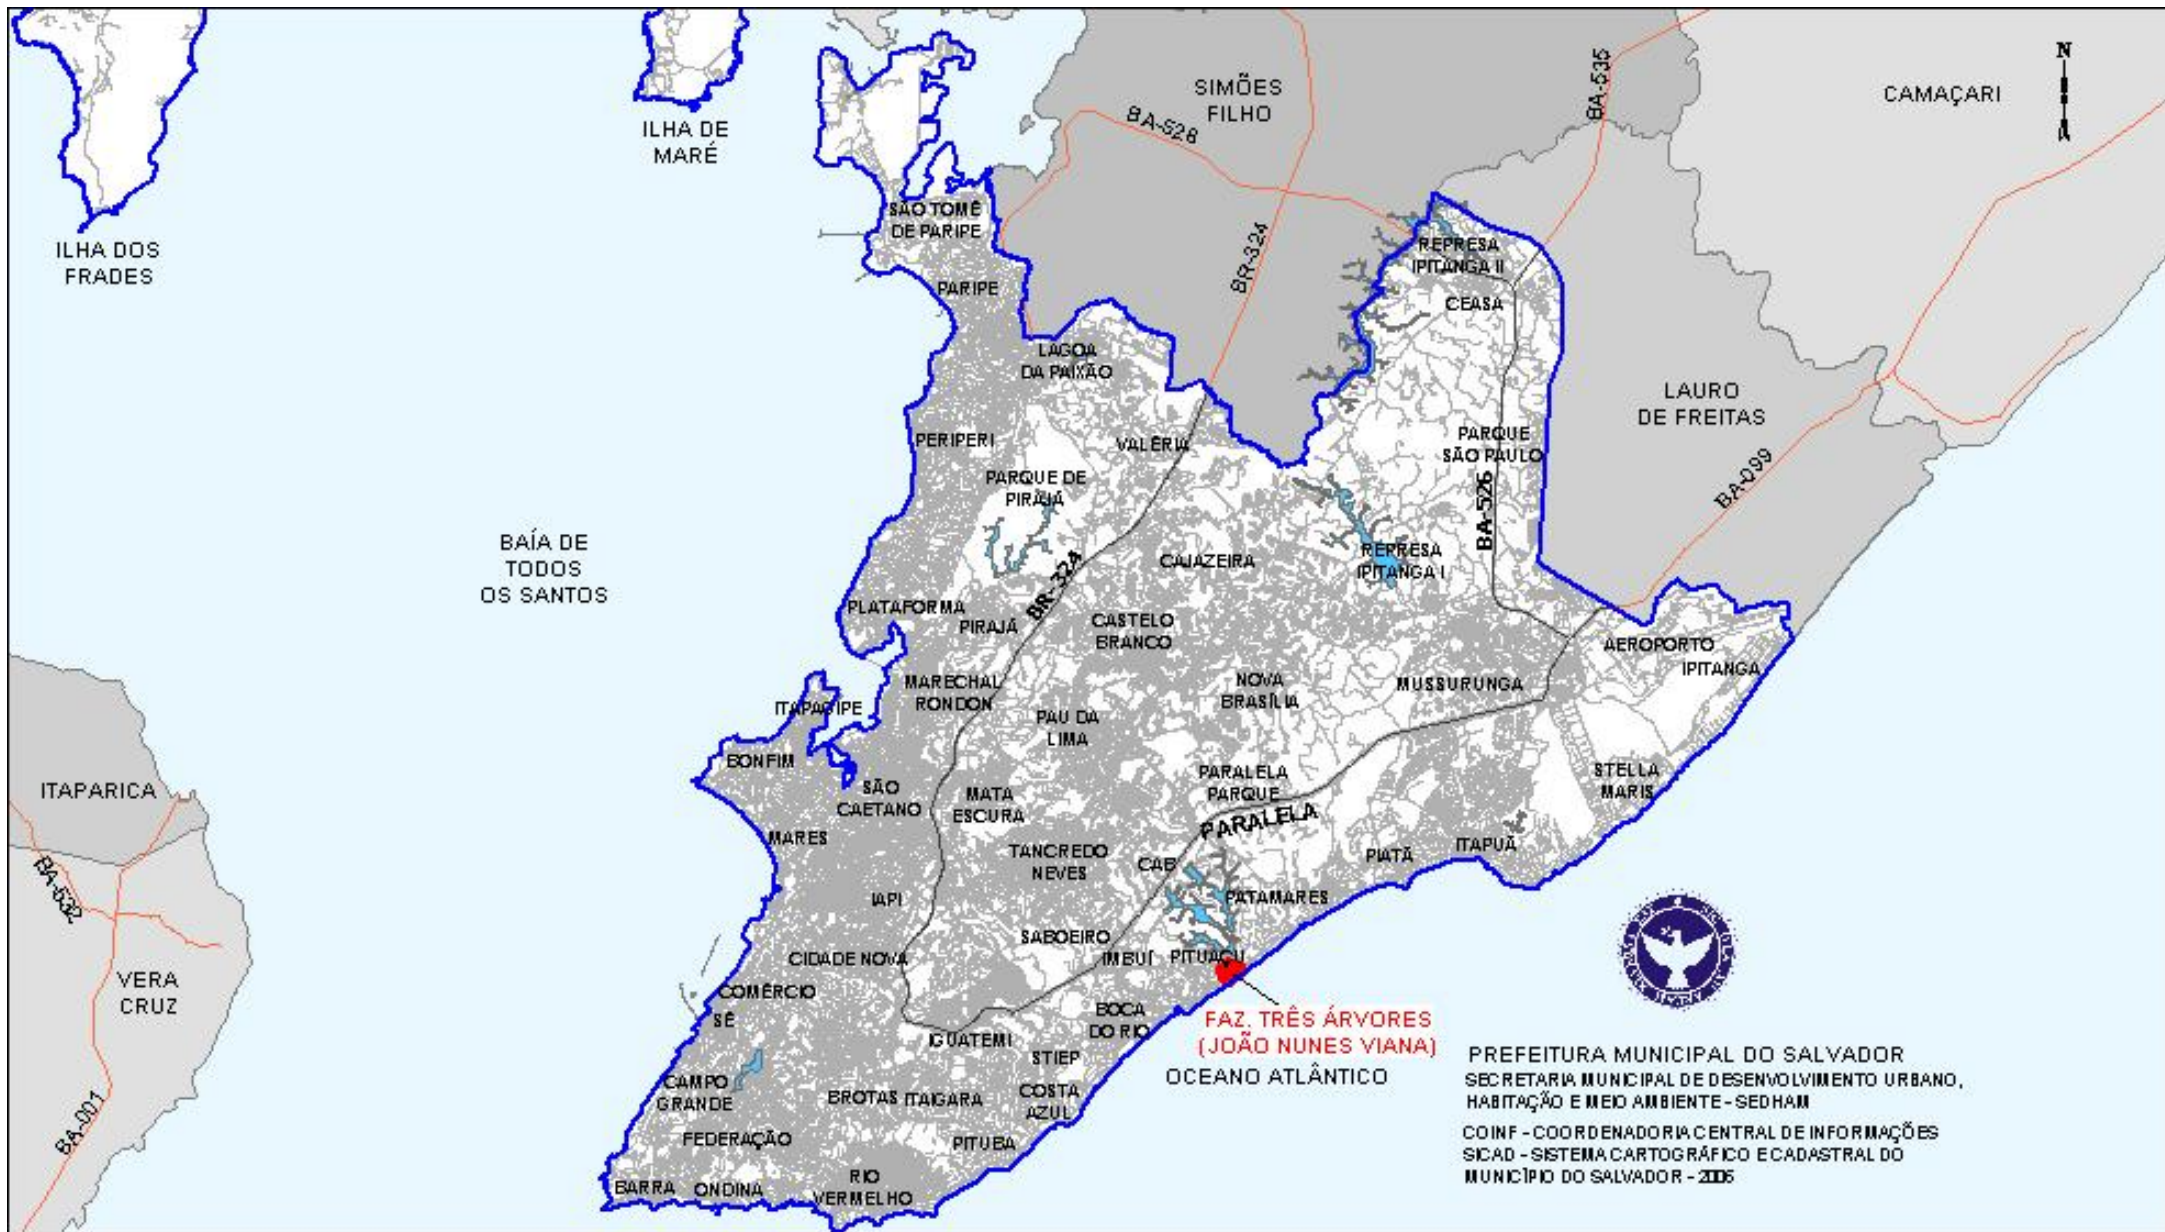 N
SIMÕES
FILHO
BA-526
BA-535
CAMAÇARI
ILHA DE
MARÉ
ILHA DOS
FRADES
SÃO TOMÉ
DE PARIPE
BR-324
REPRESA
IPITANGA II
PARIPE
CEASA
LAGOA
DA PAIXÃO
LAURO
DE FREITAS
PERIPERI
VALÉRIA
PARQUE
SÃO PAULO
PARQUE DE
PIRAJÁ
BA-099
BA-526
BAÍA DE
TODOS
OS SANTOS
CAJAZEIRA
REPRESA
IPITANGA I
BR-324
PLATAFORMA
PIRAJÁ
CASTELO
BRANCO
AEROPORTO
IPITANGA
MARECHAL
RONDON
NOVA
BRASÍLIA
MUSSURUNGA
ITAPAGIPE
PAU DA
LIMA
BONFIM
PARALELA
PARQUE
STELLA
MARIS
ITAPARICA
SÃO
CAETANO
MATA
ESCURA
PARALELA
MARES
TANCREDO
NEVES
CAB
PIATÃ
ITAPUÃ
BA-532
IAPI
PATAMARES
SABOEIRO
CIDADE NOVA
IMBUÍ
PITUAÇU
VERA
CRUZ
COMÉRCIO
SÉ
BOCA
DO RIO
FAZ. TRÊS ÁRVORES
(JOÃO NUNES VIANA)
IGUATEMI
STIEP
OCEANO ATLÂNTICO
CAMPO
GRANDE
BROTAS
ITAIGARA
COSTA
AZUL
BA-001
FEDERAÇÃO
PITUBA
BARRA
ONDINA
RIO
VERMELHO
PREFEITURA MUNICIPAL DO SALVADOR
SECRETARIA MUNICIPAL DE DESENVOLVIMENTO URBANO,
HABITAÇÃO E MEIO AMBIENTE - SEDHAM
COINF - COORDENADORIA CENTRAL DE INFORMAÇÕES
SICAD - SISTEMA CARTOGRÁFICO E CADASTRAL DO
MUNICÍPIO DO SALVADOR - 2006